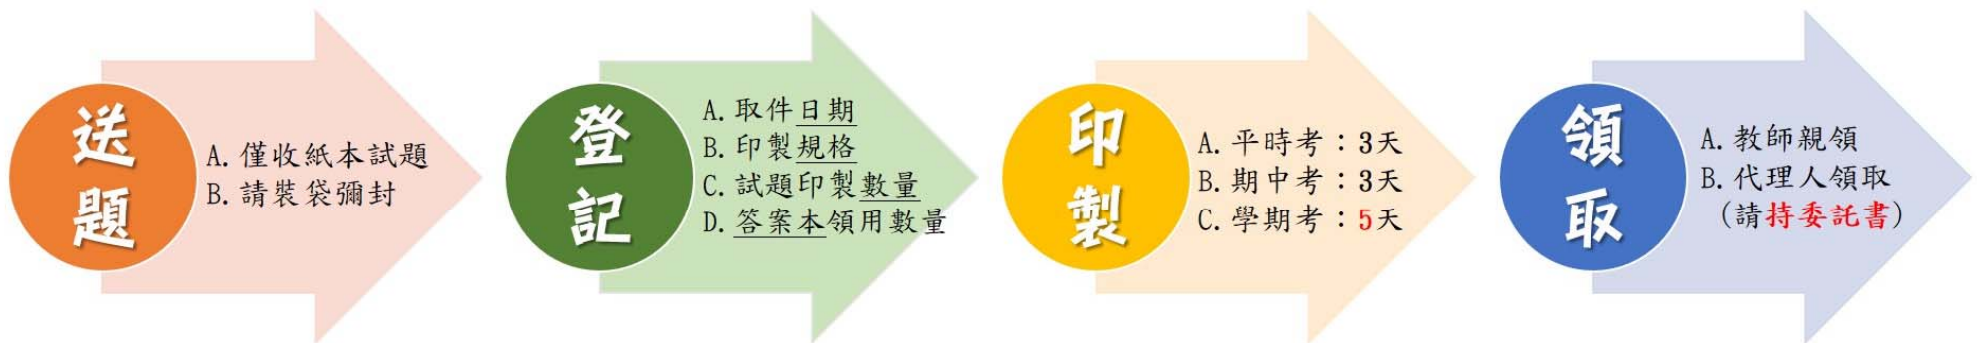 送題
A. 僅收紙本試題
B. 請裝袋彌封
登記
A. 取件日期
B. 印製規格
C. 試題印製數量
D. 答案本領用數量
印製
A. 平時考：3天
B. 期中考：3天
C. 學期考：5天
領取
A. 教師親領
B. 代理人領取
(請持委託書)